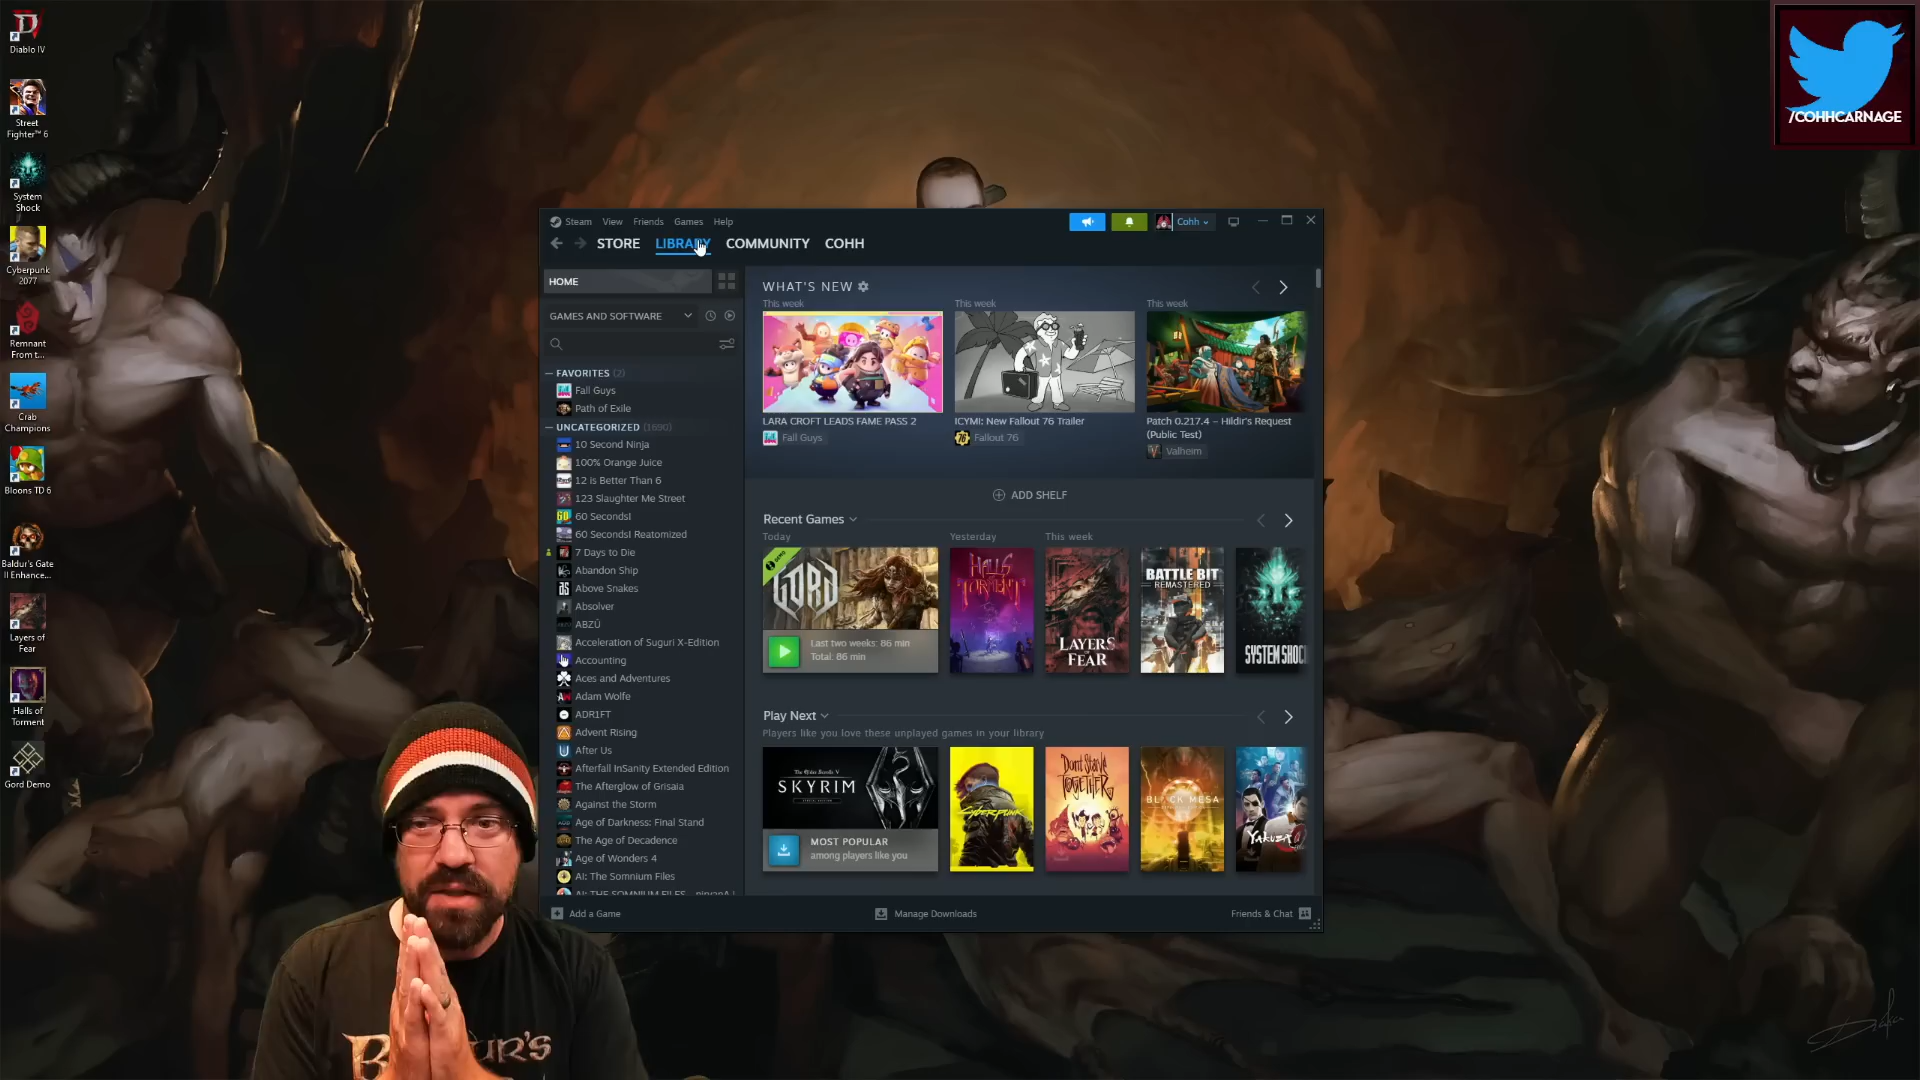 Diablo IV
Street
Fighter™ 6
System
Shock
Cyberpunk
2077
Remnant
From t...
Crab
Champions
Bloons TD 6
Baldur's Gate
II Enhance...
Layers of
Fear
Halls of
Torment
Gord Demo
/COHHCARNAGE
Steam View Friends Games Help
Cohh
STORE LIBRARY COMMUNITY COHH
HOME
GAMES AND SOFTWARE
— FAVORITES (2)
Fall Guys
Path of Exile
— UNCATEGORIZED (1690)
10 Second Ninja
100% Orange Juice
12 is Better Than 6
123 Slaughter Me Street
60 Seconds!
60 Seconds! Reatomized
7 Days to Die
Abandon Ship
Above Snakes
Absolver
ABZÛ
Acceleration of Suguri X-Edition
Accounting
Aces and Adventures
Adam Wolfe
ADR1FT
Advent Rising
After Us
Afterfall InSanity Extended Edition
The Afterglow of Grisaia
Against the Storm
Age of Darkness: Final Stand
The Age of Decadence
Age of Wonders 4
AI: The Somnium Files
WHAT'S NEW
This week
This week
This week
LARA CROFT LEADS FAME PASS 2
Fall Guys
ICYMI: New Fallout 76 Trailer
Fallout 76
Patch 0.217.4 – Hildir's Request
(Public Test)
Valheim
ADD SHELF
Recent Games
Today
Yesterday
This week
DEMO
GORD
Last two weeks: 86 min
Total: 86 min
HALLS
OF
TORMENT
LAYERS
OF
FEAR
BATTLE BIT
REMASTERED
SYSTEM SHOC
Play Next
Players like you love these unplayed games in your library
The Elder Scrolls V
SKYRIM
MOST POPULAR
among players like you
Cyberpunk
Don't Starve
TOGETHER
BLACK MESA
Yakuza 0
Add a Game
Manage Downloads
Friends & Chat
BALDUR'S